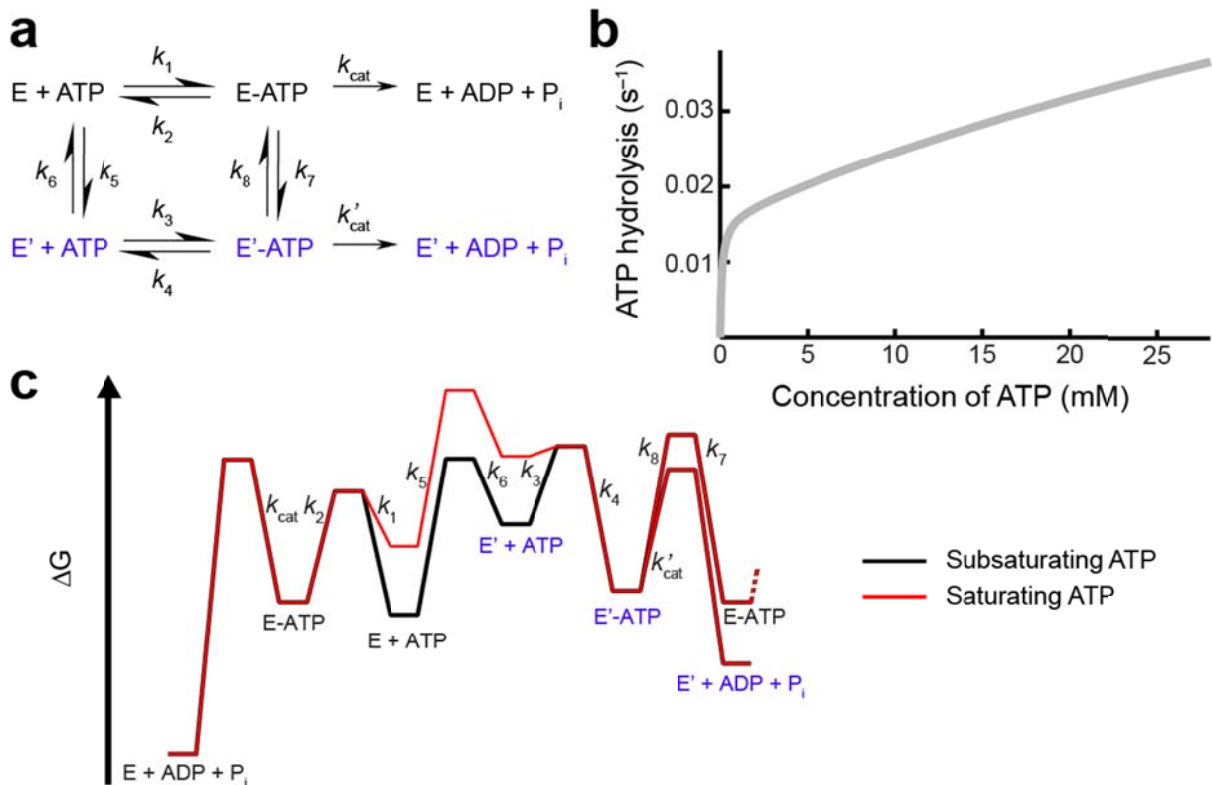 a
k1 kcat
E + ATP E-ATP E + ADP + Pi
k2
k6 k5 k8 k7
k3 k'cat
E' + ATP E'-ATP E' + ADP + Pi
k4
b
ATP hydrolysis (s–1)
0.03
0.02
0.01
0 5 10 15 20 25
Concentration of ATP (mM)
c
ΔG
kcat k2 k1 k5 k6 k3 k4 k8 k7
k'cat
E' + ATP
E-ATP E'-ATP E-ATP
E + ATP
E' + ADP + Pi
E + ADP + Pi
Subsaturating ATP
Saturating ATP